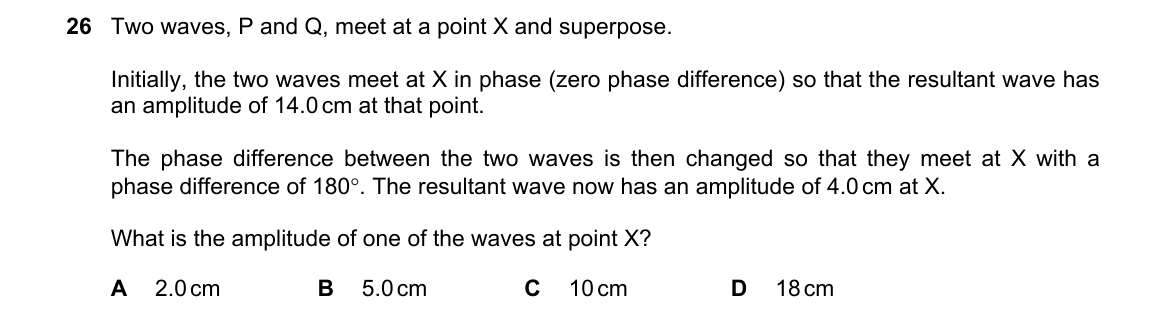 26 Two waves, P and Q, meet at a point X and superpose.
Initially, the two waves meet at X in phase (zero phase difference) so that the resultant wave has
an amplitude of 14.0 cm at that point.
The phase difference between the two waves is then changed so that they meet at X with a
phase difference of 180°. The resultant wave now has an amplitude of 4.0 cm at X.
What is the amplitude of one of the waves at point X?
A 2.0 cm B 5.0 cm C 10 cm D 18 cm